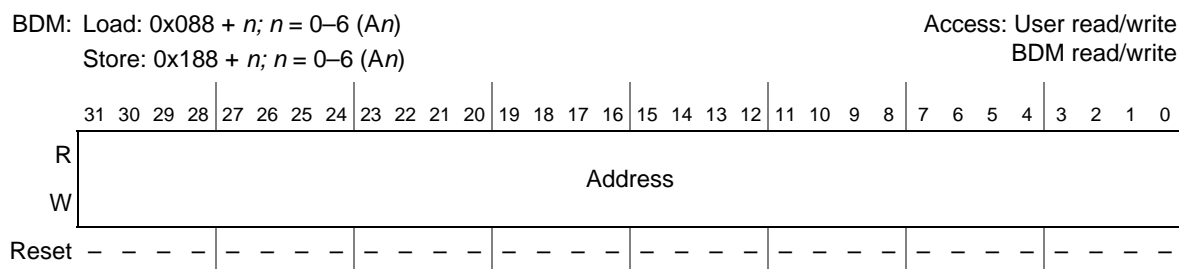 BDM: Load: 0x088 + n; n = 0–6 (An)
Store: 0x188 + n; n = 0–6 (An)
Access: User read/write
BDM read/write
31 30 29 28 27 26 25 24 23 22 21 20 19 18 17 16 15 14 13 12 11 10 9 8 7 6 5 4 3 2 1 0
R
Address
W
Reset – – – – – – – – – – – – – – – – – – – – – – – – – – – – – – – –